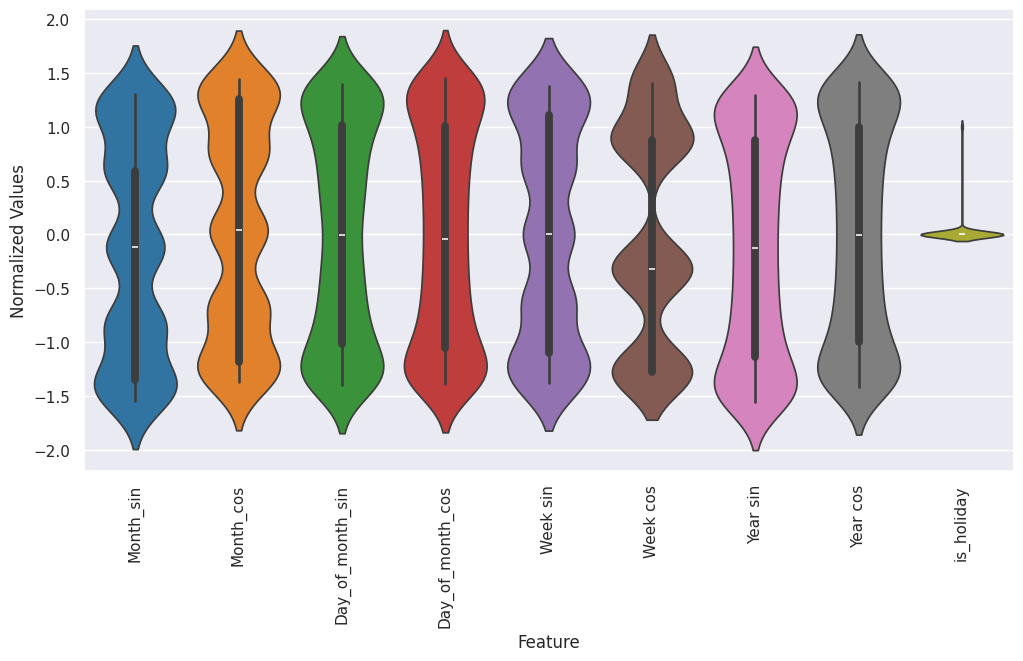 Normalized Values
2.0
1.5
1.0
0.5
0.0
−0.5
−1.0
−1.5
−2.0
Month_sin
Month_cos
Day_of_month_sin
Day_of_month_cos
Week sin
Week cos
Year sin
Year cos
is_holiday
Feature